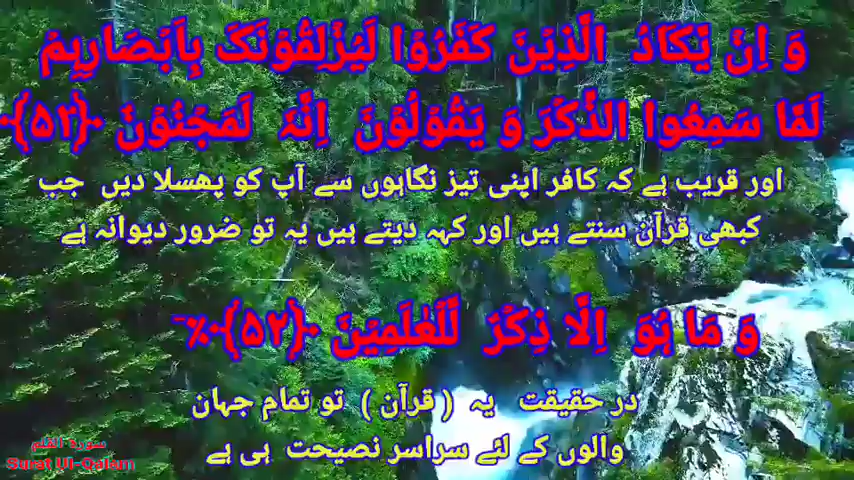 وَ اِنۡ یَّکَادُ الَّذِیۡنَ کَفَرُوۡا لَیُزۡلِقُوۡنَکَ بِاَبۡصَارِہِمۡ
لَمَّا سَمِعُوا الذِّکۡرَ وَ یَقُوۡلُوۡنَ اِنَّہٗ لَمَجۡنُوۡنٌ ﴿ۘ۵۱﴾
اور قریب ہے کہ کافر اپنی تیز نگاہوں سے آپ کو پھسلا دیں جب
کبھی قرآن سنتے ہیں اور کہہ دیتے ہیں یہ تو ضرور دیوانہ ہے
وَ مَا ہُوَ اِلَّا ذِکۡرٌ لِّلۡعٰلَمِیۡنَ ﴿۵۲﴾٪
در حقیقت یہ ( قرآن ) تو تمام جہان
والوں کے لئے سراسر نصیحت ہی ہے
سورة القلم
Surat Ul-Qalam